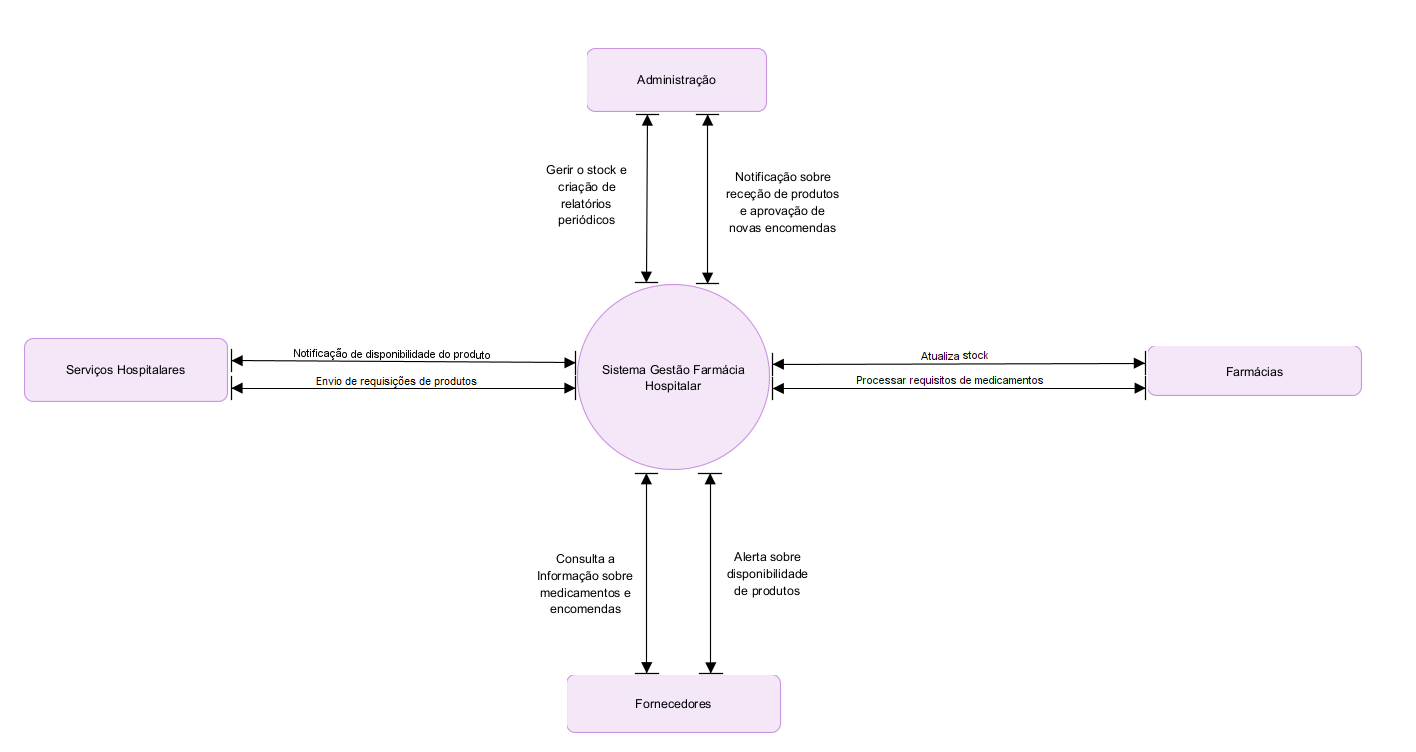 Administração
Gerir o stock e
criação de
relatórios
periódicos
Notificação sobre
receção de produtos
e aprovação de
novas encomendas
Serviços Hospitalares
Notificação de disponibilidade do produto
Envio de requisições de produtos
Sistema Gestão Farmácia
Hospitalar
Atualiza stock
Processar requisitos de medicamentos
Farmácias
Consulta a
Informação sobre
medicamentos e
encomendas
Alerta sobre
disponibilidade
de produtos
Fornecedores